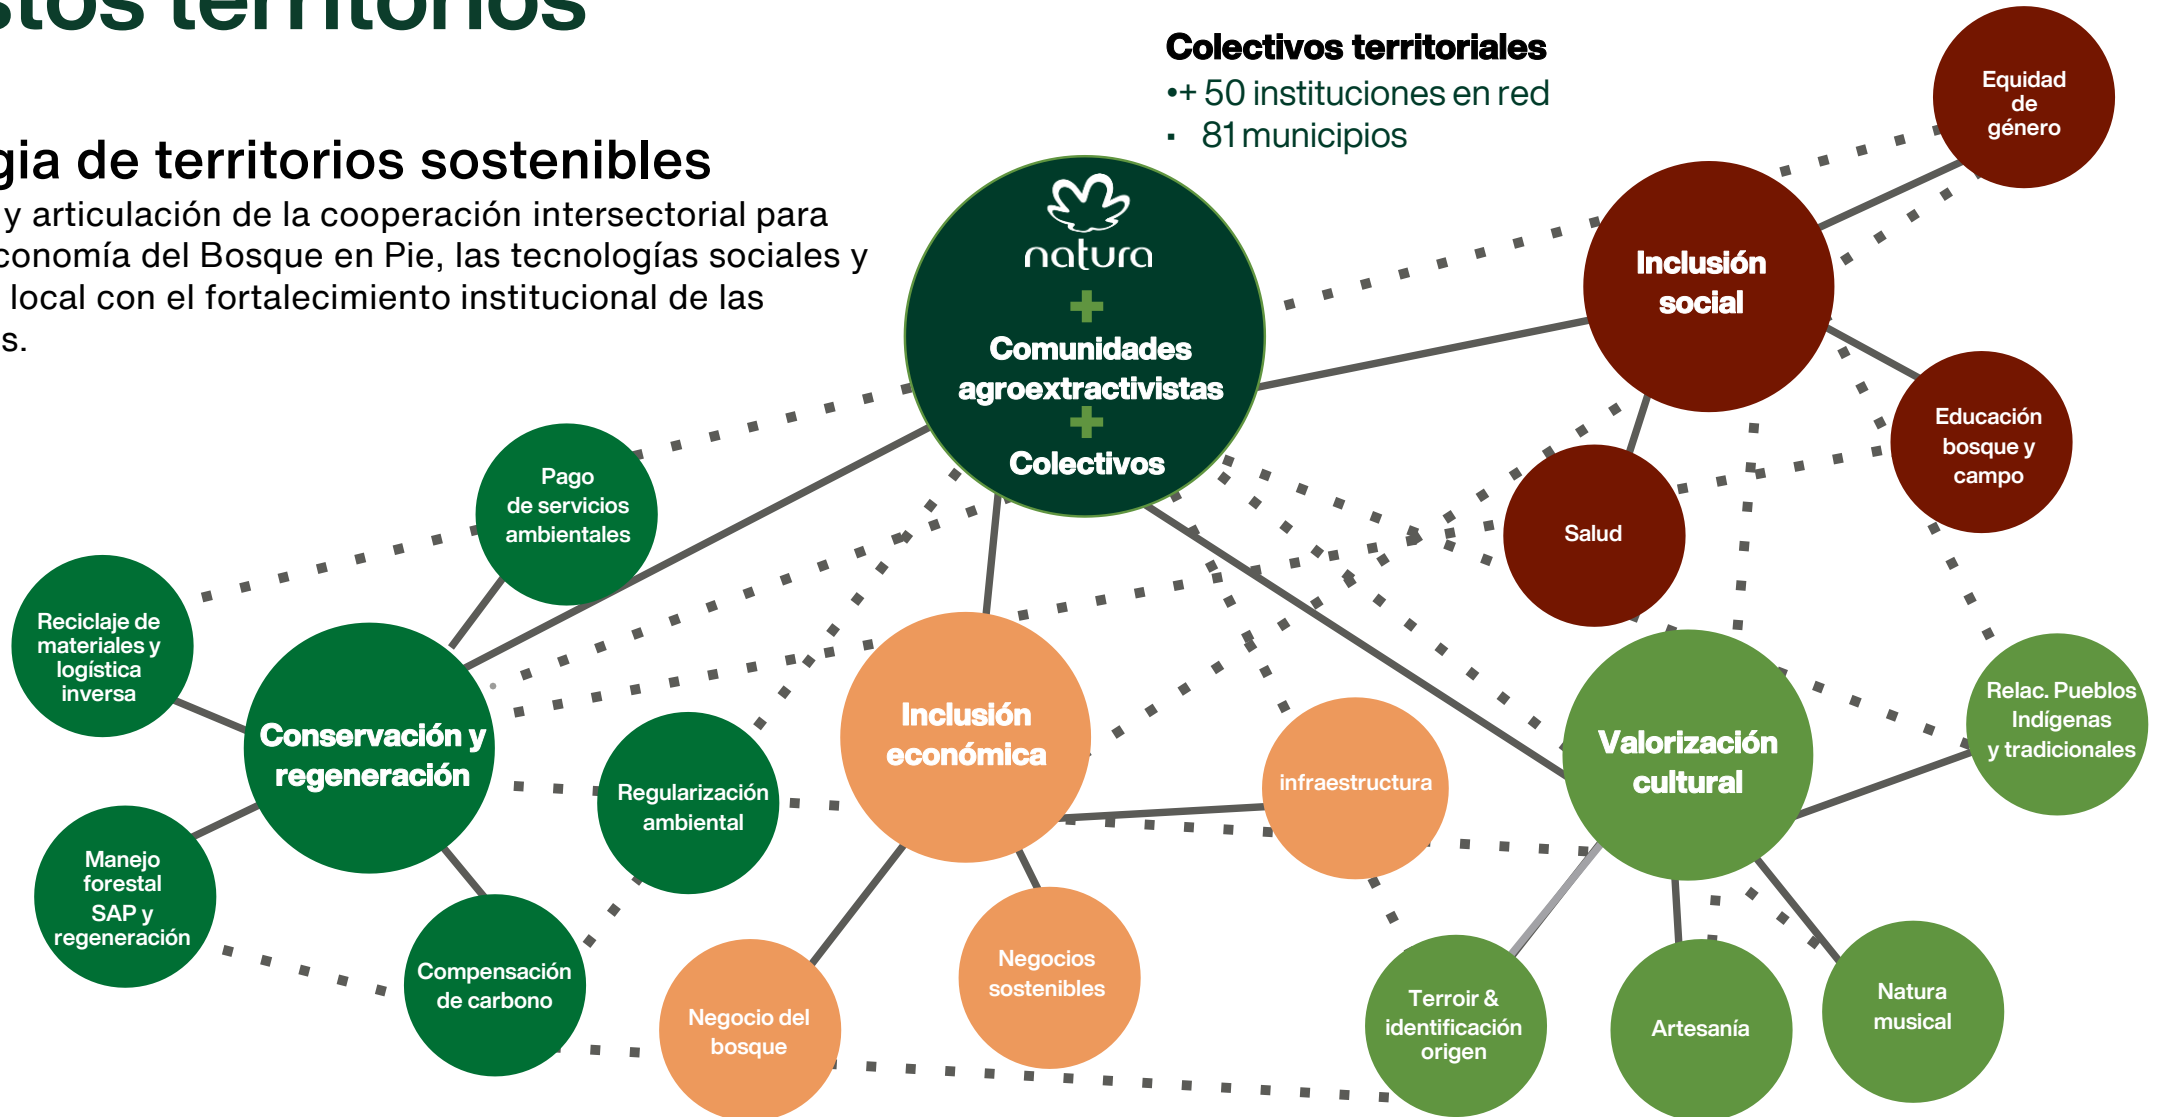 stos territorios
gia de territorios sostenibles
y articulación de la cooperación intersectorial para
conomía del Bosque en Pie, las tecnologías sociales y
local con el fortalecimiento institucional de las
s.
Colectivos territoriales
•+ 50 instituciones en red
▪ 81 municipios
natura
+
Comunidades
agroextractivistas
+
Colectivos
Equidad
de
género
Inclusión
social
Educación
bosque y
campo
Salud
Pago
de servicios
ambientales
Reciclaje de
materiales y
logística
inversa
Conservación y
regeneración
Regularización
ambiental
Manejo
forestal
SAP y
regeneración
Compensación
de carbono
Inclusión
económica
infraestructura
Negocio del
bosque
Negocios
sostenibles
Valorización
cultural
Relac. Pueblos
Indígenas
y tradicionales
Terroir &
identificación
origen
Artesanía
Natura
musical